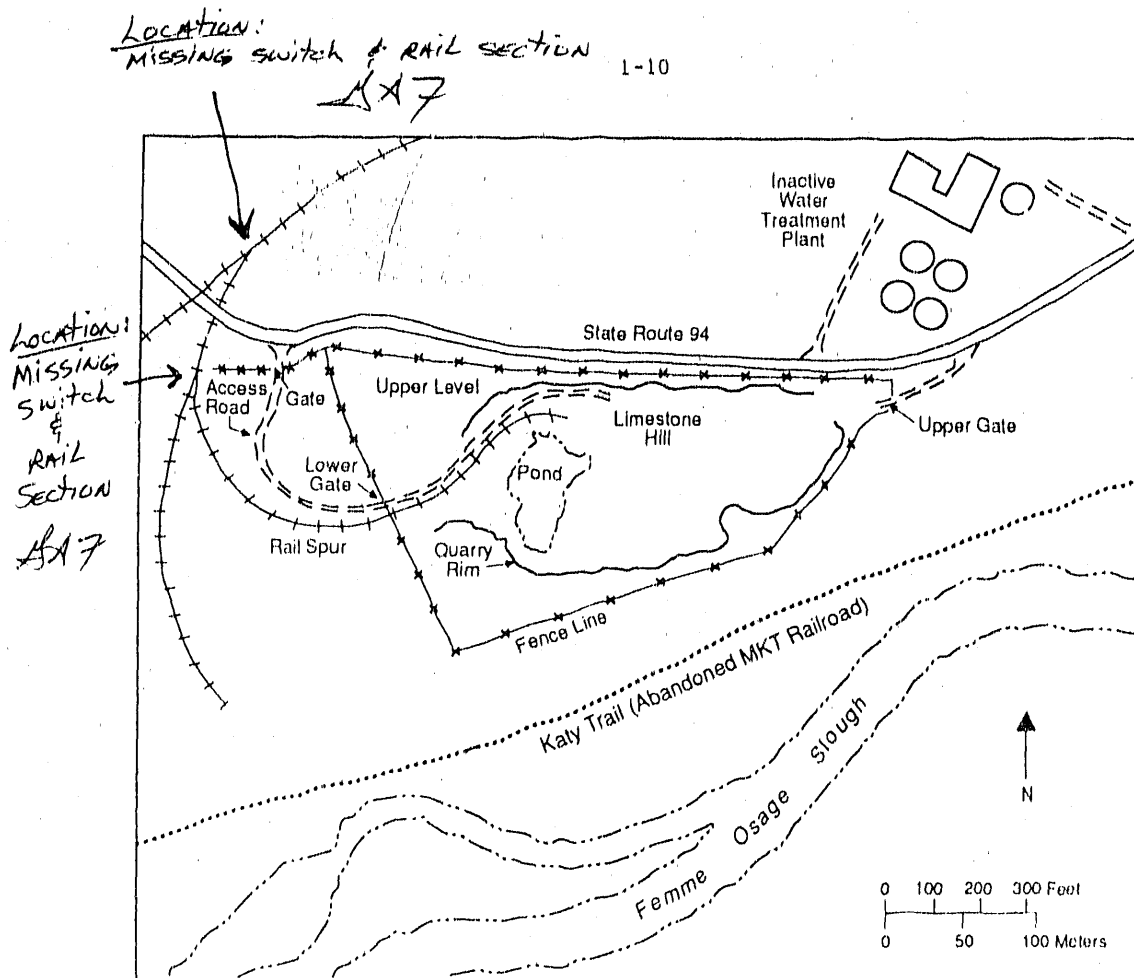 LOCATION:
MISSING SWITCH & RAIL SECTION
1-10
Inactive
Water
Treatment
Plant
State Route 94
LOCATION:
MISSING
SWITCH
&
RAIL
SECTION
Access
Road
Gate
Upper Level
Limestone
Hill
Upper Gate
Lower
Gate
Pond
Rail Spur
Quarry
Rim
Fence Line
Katy Trail (Abandoned MKT Railroad)
Femme Osage Slough
N
0 100 200 300 Feet
0 50 100 Meters